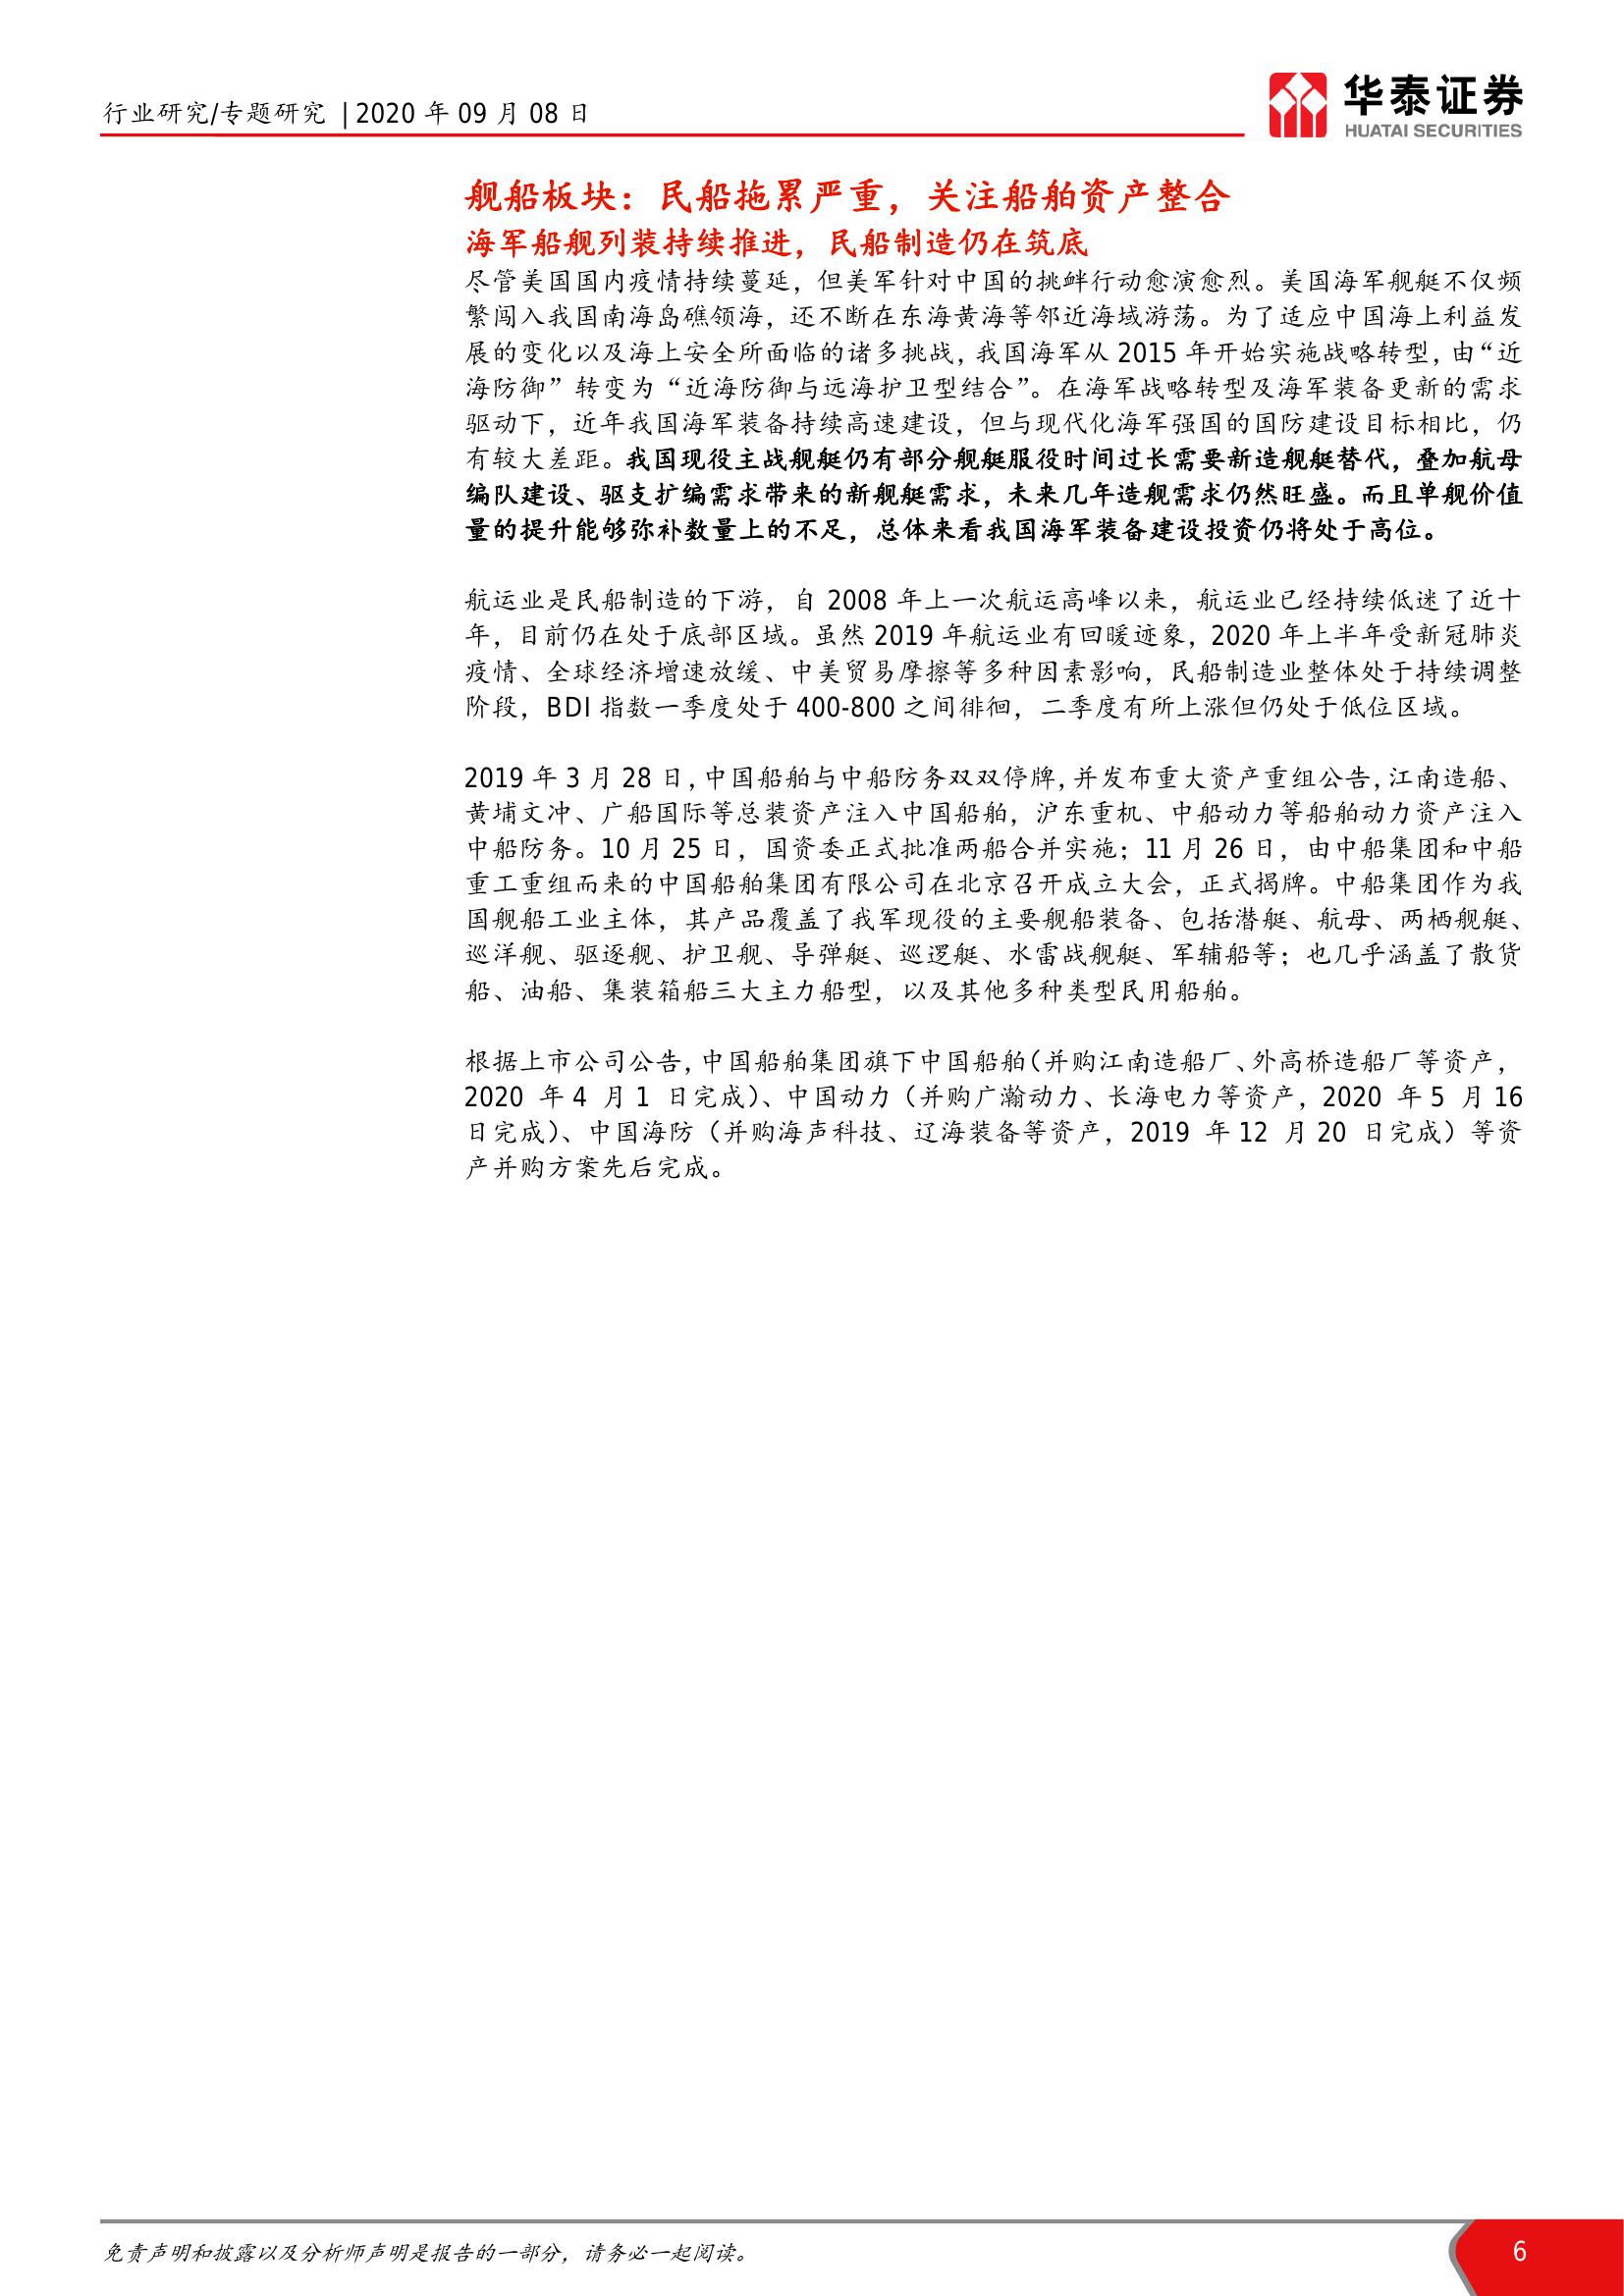 行业研究/专题研究 | 2020 年 09 月 08 日
华泰证券
HUATAI SECURITIES
舰船板块：民船拖累严重，关注船舶资产整合
海军船舰列装持续推进，民船制造仍在筑底
尽管美国国内疫情持续蔓延，但美军针对中国的挑衅行动愈演愈烈。美国海军舰艇不仅频
繁闯入我国南海岛礁领海，还不断在东海黄海等邻近海域游荡。为了适应中国海上利益发
展的变化以及海上安全所面临的诸多挑战，我国海军从 2015 年开始实施战略转型，由“近
海防御”转变为“近海防御与远海护卫型结合”。在海军战略转型及海军装备更新的需求
驱动下，近年我国海军装备持续高速建设，但与现代化海军强国的国防建设目标相比，仍
有较大差距。我国现役主战舰艇仍有部分舰艇服役时间过长需要新造舰艇替代，叠加航母
编队建设、驱支扩编需求带来的新舰艇需求，未来几年造舰需求仍然旺盛。而且单舰价值
量的提升能够弥补数量上的不足，总体来看我国海军装备建设投资仍将处于高位。
航运业是民船制造的下游，自 2008 年上一次航运高峰以来，航运业已经持续低迷了近十
年，目前仍在处于底部区域。虽然 2019 年航运业有回暖迹象，2020 年上半年受新冠肺炎
疫情、全球经济增速放缓、中美贸易摩擦等多种因素影响，民船制造业整体处于持续调整
阶段，BDI 指数一季度处于 400-800 之间徘徊，二季度有所上涨但仍处于低位区域。
2019 年 3 月 28 日，中国船舶与中船防务双双停牌，并发布重大资产重组公告，江南造船、
黄埔文冲、广船国际等总装资产注入中国船舶，沪东重机、中船动力等船舶动力资产注入
中船防务。10 月 25 日，国资委正式批准两船合并实施；11 月 26 日，由中船集团和中船
重工重组而来的中国船舶集团有限公司在北京召开成立大会，正式揭牌。中船集团作为我
国舰船工业主体，其产品覆盖了我军现役的主要舰船装备、包括潜艇、航母、两栖舰艇、
巡洋舰、驱逐舰、护卫舰、导弹艇、巡逻艇、水雷战舰艇、军辅船等；也几乎涵盖了散货
船、油船、集装箱船三大主力船型，以及其他多种类型民用船舶。
根据上市公司公告，中国船舶集团旗下中国船舶（并购江南造船厂、外高桥造船厂等资产，
2020 年 4 月 1 日完成）、中国动力（并购广瀚动力、长海电力等资产，2020 年 5 月 16
日完成）、中国海防（并购海声科技、辽海装备等资产，2019 年 12 月 20 日完成）等资
产并购方案先后完成。
免责声明和披露以及分析师声明是报告的一部分，请务必一起阅读。
6